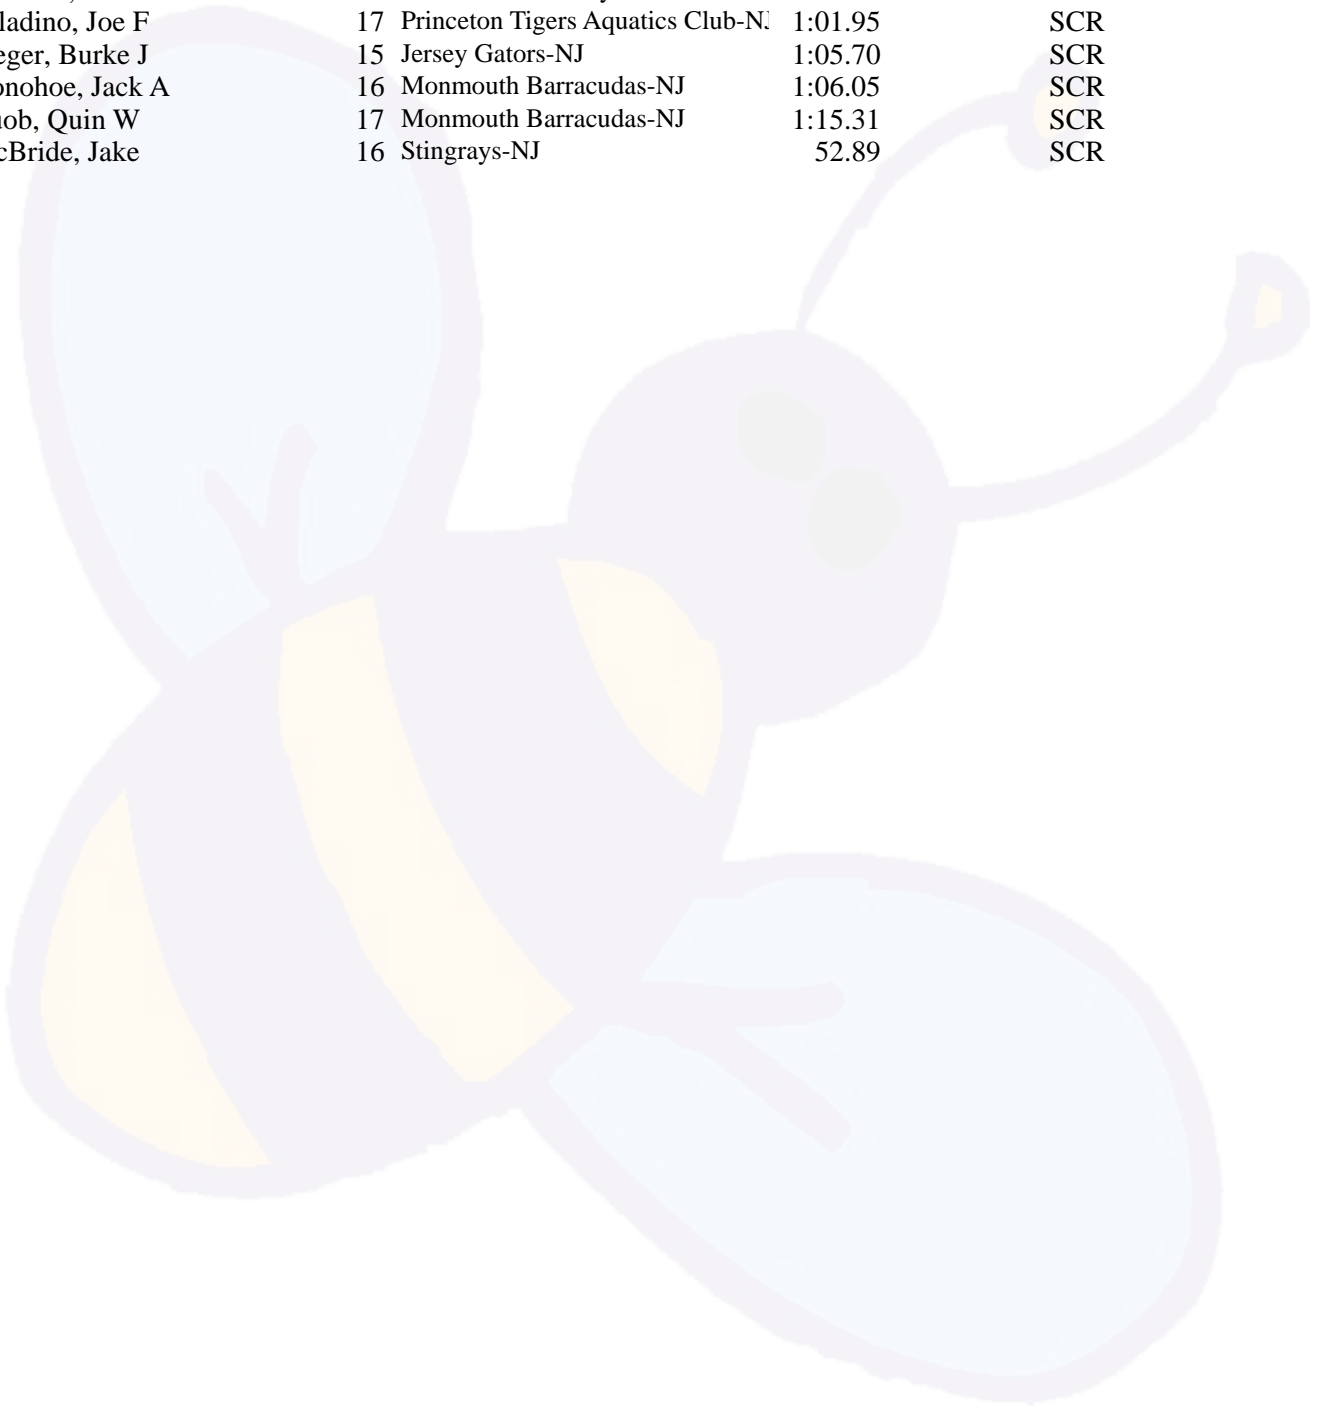 ladino, Joe F 17 Princeton Tigers Aquatics Club-NJ 1:01.95 SCR
eger, Burke J 15 Jersey Gators-NJ 1:05.70 SCR
onohoe, Jack A 16 Monmouth Barracudas-NJ 1:06.05 SCR
ob, Quin W 17 Monmouth Barracudas-NJ 1:15.31 SCR
cBride, Jake 16 Stingrays-NJ 52.89 SCR